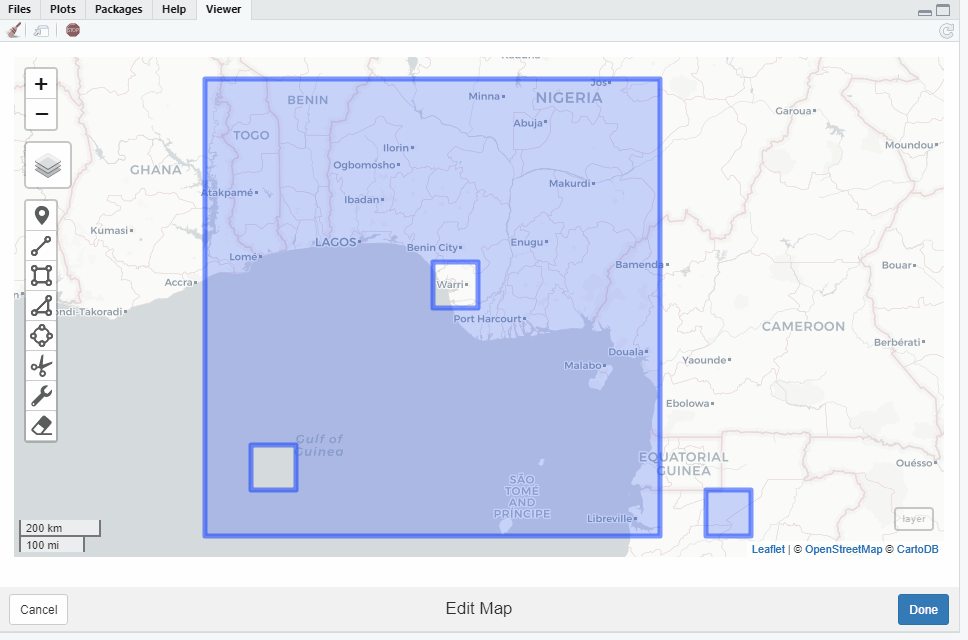 Files Plots Packages Help Viewer
STOP
+
−
BENIN
Minna
NIGERIA
Jos
Garoua
Abuja
TOGO
Moundou
Ilorin
Ogbomosho
GHANA
Makurdi
Atakpamé
Ibadan
Kumasi
LAGOS
Benin City
Enugu
Lomé
Bamenda
Bouar
Accra
Warri
ondi-Takoradi
Port Harcourt
CAMEROON
Berbérati
Douala
Yaounde
Malabo
Ebolowa
Gulf of
Guinea
EQUATORIAL
GUINEA
Ouésso
SÃO
TOMÉ
AND
PRÍNCIPE
Libreville
layer
200 km
100 mi
Leaflet | © OpenStreetMap © CartoDB
Cancel Edit Map Done